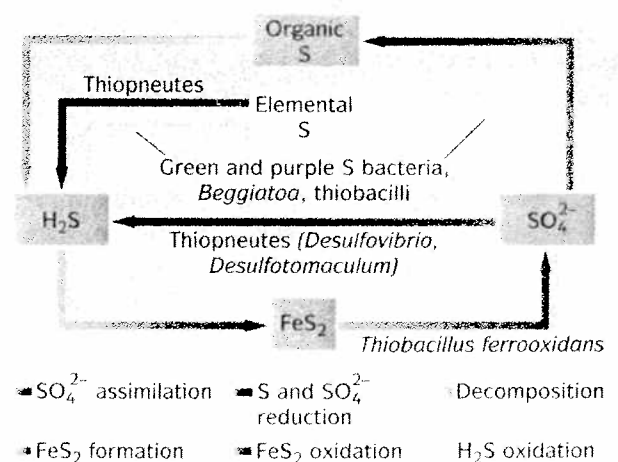 Organic
S
Thiopneutes
Elemental
S
Green and purple S bacteria,
Beggiatoa, thiobacilli
H₂S
SO₄²⁻
Thiopneutes (Desulfovibrio,
Desulfotomaculum)
FeS₂
Thiobacillus ferrooxidans
SO₄²⁻ assimilation
S and SO₄²⁻
reduction
Decomposition
FeS₂ formation
FeS₂ oxidation
H₂S oxidation